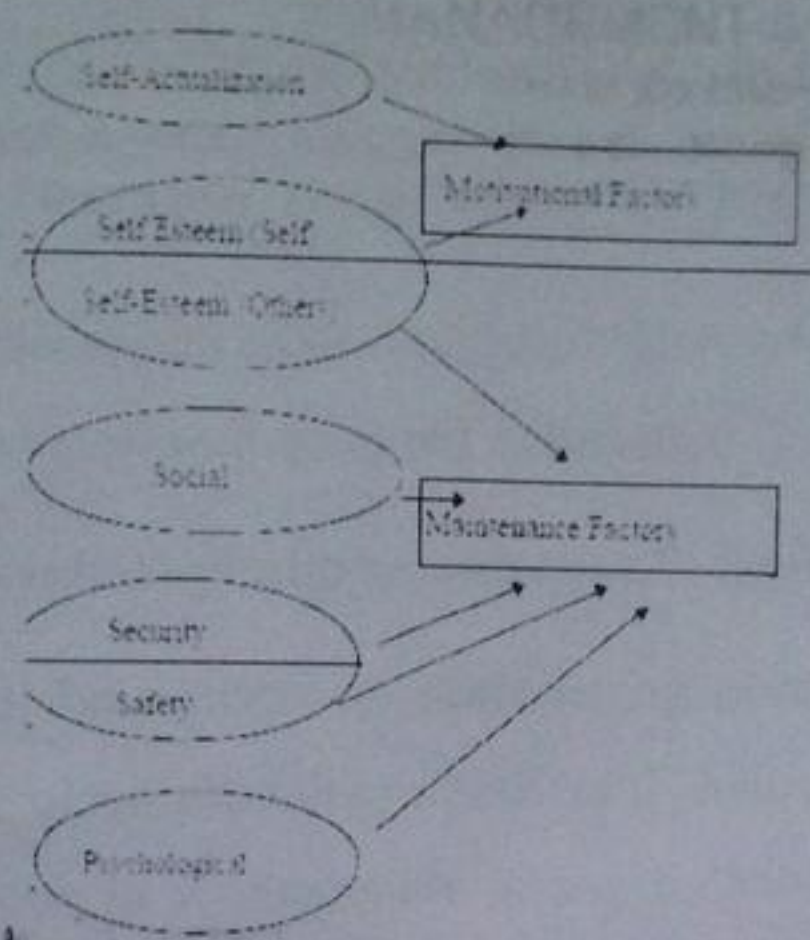 Self-Actualization
Motivational Factors
Self Esteem (Self
Self-Esteem (Others)
Social
Maintenance Factors
Security
Safety
Psychological